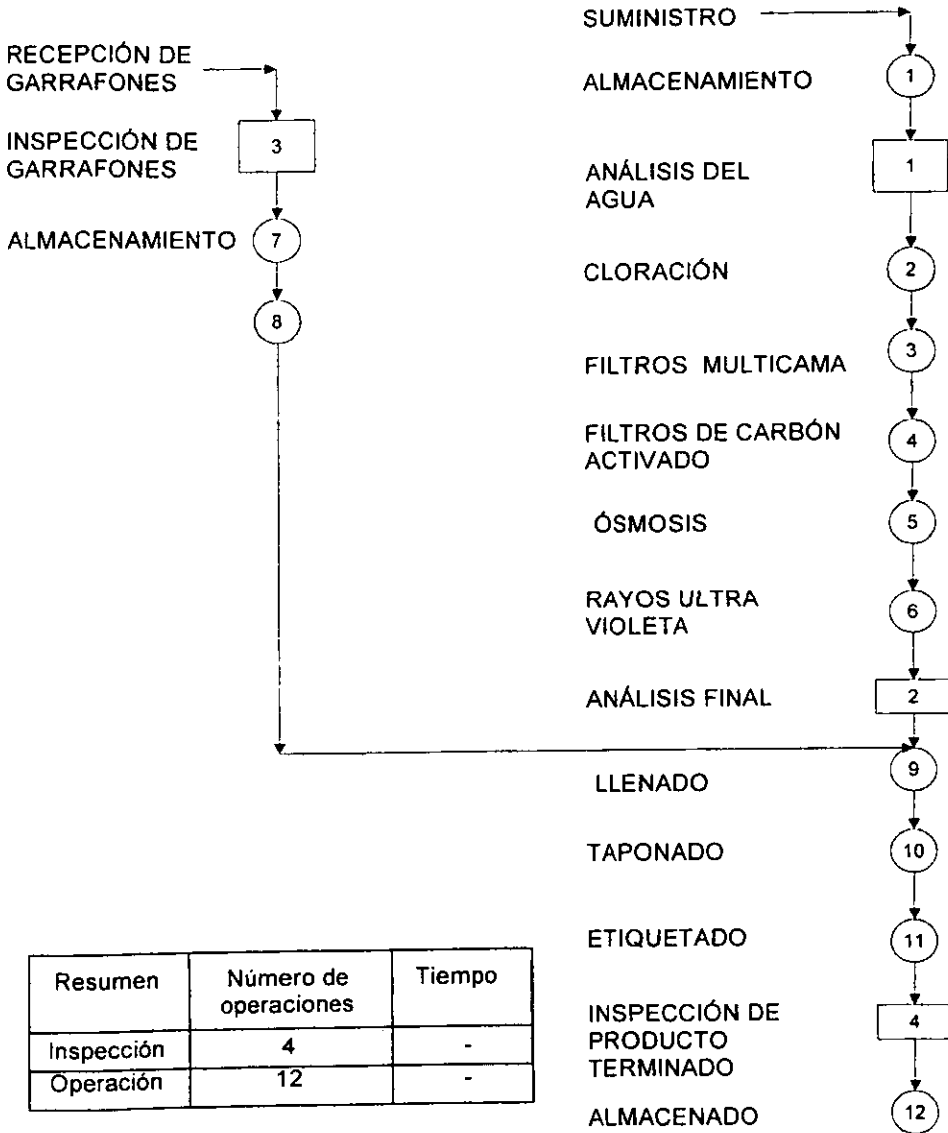 RECEPCIÓN DE
GARRAFONES
INSPECCIÓN DE
GARRAFONES
3
ALMACENAMIENTO
7
8
SUMINISTRO
ALMACENAMIENTO
1
ANÁLISIS DEL
AGUA
1
CLORACIÓN
2
FILTROS MULTICAMA
3
FILTROS DE CARBÓN
ACTIVADO
4
ÓSMOSIS
5
RAYOS ULTRA
VIOLETA
6
ANÁLISIS FINAL
2
LLENADO
9
TAPONADO
10
ETIQUETADO
11
INSPECCIÓN DE
PRODUCTO
TERMINADO
4
ALMACENADO
12
Resumen
Número de
operaciones
Tiempo
Inspección
4
-
Operación
12
-